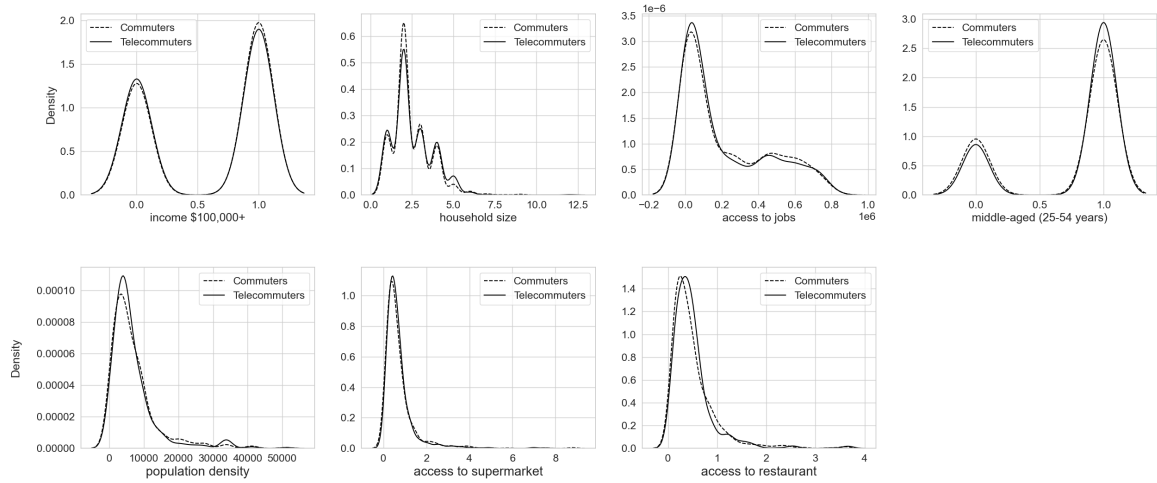 Commuters
Telecommuters
Density
2.0
1.5
1.0
0.5
0.0
0.0 0.5 1.0
income $100,000+
Commuters
Telecommuters
0.6
0.5
0.4
0.3
0.2
0.1
0.0
0.0 2.5 5.0 7.5 10.0 12.5
household size
1e−6
Commuters
Telecommuters
3.5
3.0
2.5
2.0
1.5
1.0
0.5
0.0
−0.2 0.0 0.2 0.4 0.6 0.8 1.0
1e6
access to jobs
Commuters
Telecommuters
3.0
2.5
2.0
1.5
1.0
0.5
0.0
0.0 0.5 1.0
middle-aged (25-54 years)
Commuters
Telecommuters
Density
0.00010
0.00008
0.00006
0.00004
0.00002
0.00000
0 10000 20000 30000 40000 50000
population density
Commuters
Telecommuters
1.0
0.8
0.6
0.4
0.2
0.0
0 2 4 6 8
access to supermarket
Commuters
Telecommuters
1.4
1.2
1.0
0.8
0.6
0.4
0.2
0.0
0 1 2 3 4
access to restaurant